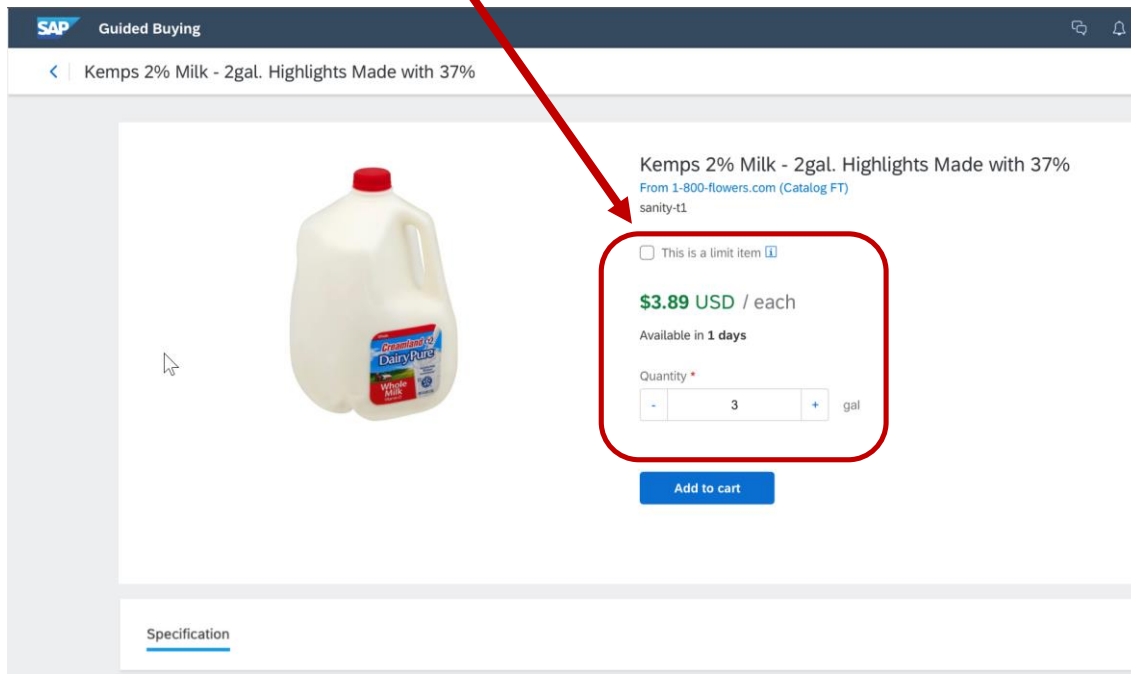 SAP Guided Buying
Kemps 2% Milk - 2gal. Highlights Made with 37%
Kemps 2% Milk - 2gal. Highlights Made with 37%
From 1-800-flowers.com (Catalog FT)
sanity-t1
This is a limit item i
$3.89 USD / each
Available in 1 days
Quantity *
- 3 + gal
Add to cart
Creamland
DairyPure
Whole
Milk
Specification